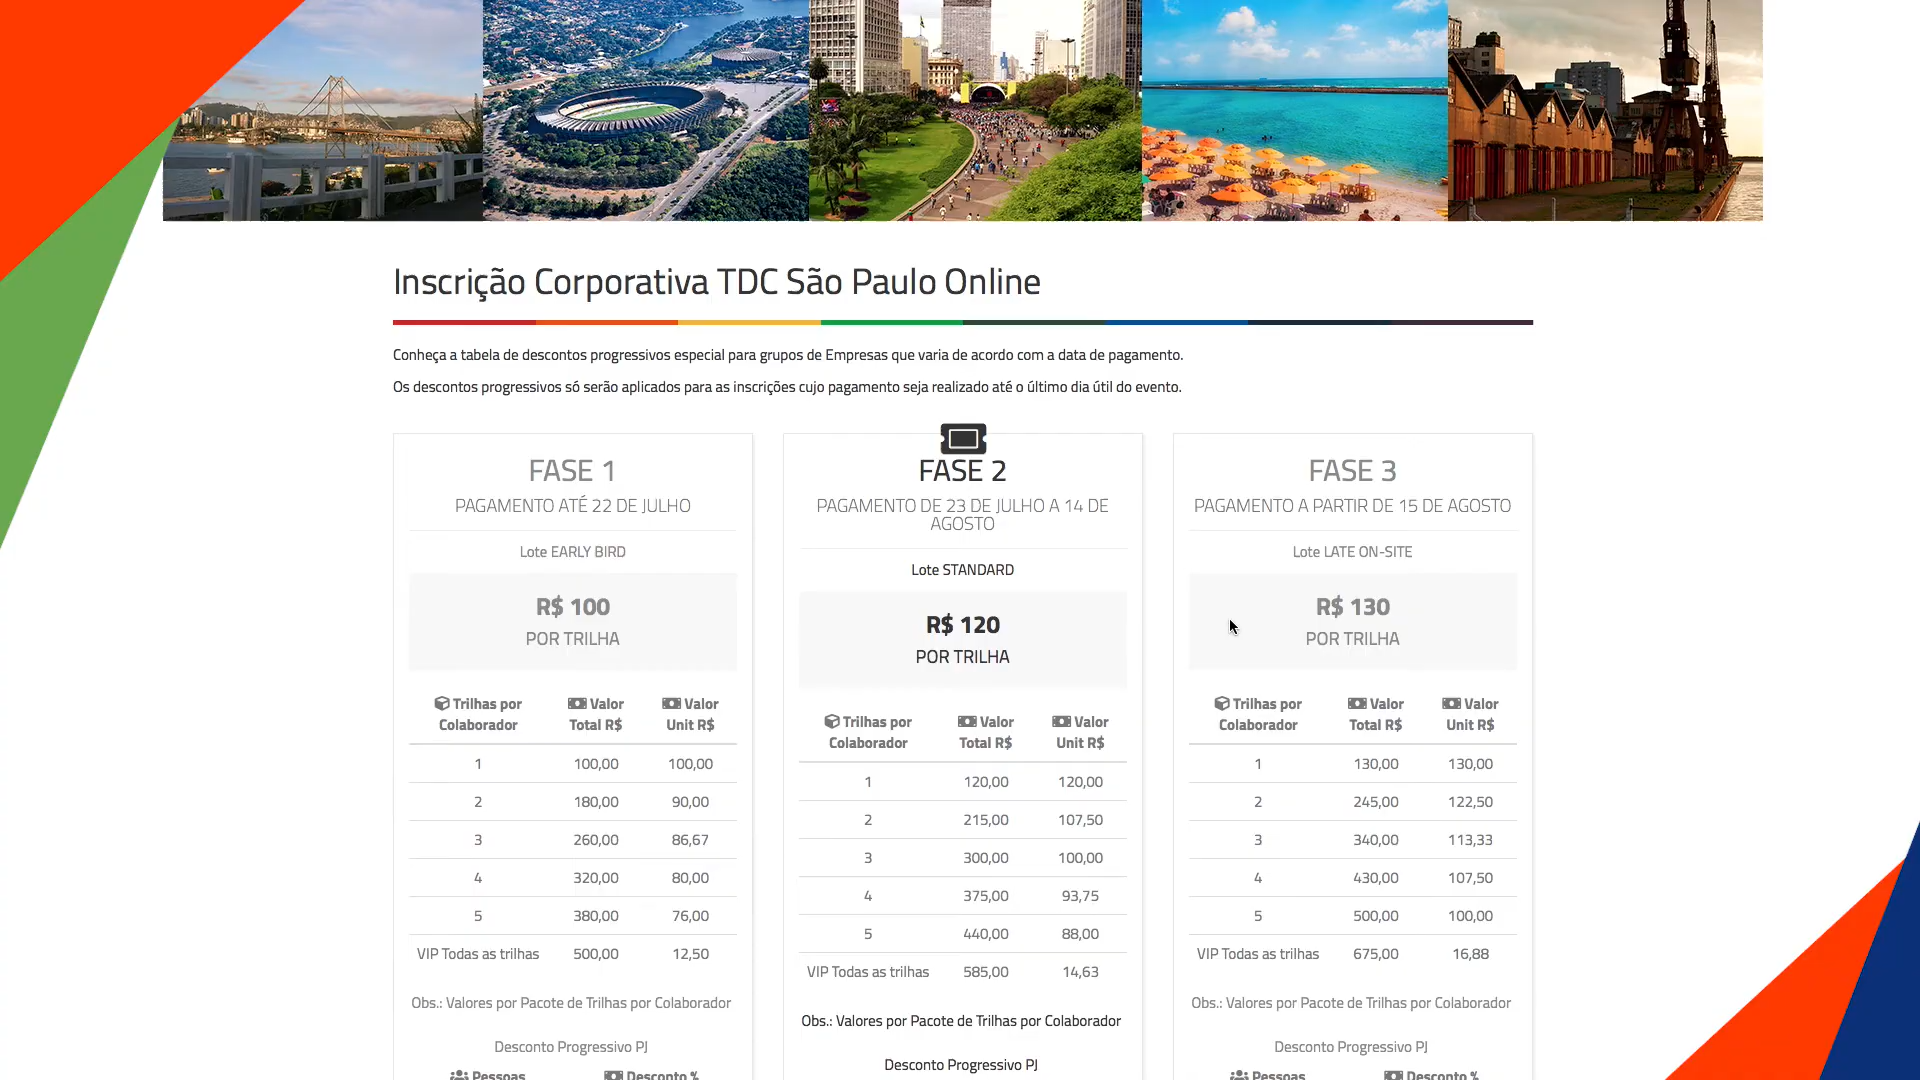 Inscrição Corporativa TDC São Paulo Online
Conheça a tabela de descontos progressivos especial para grupos de Empresas que varia de acordo com a data de pagamento.
Os descontos progressivos só serão aplicados para as inscrições cujo pagamento seja realizado até o último dia útil do evento.
FASE 1
PAGAMENTO ATÉ 22 DE JULHO
Lote EARLY BIRD
R$ 100
POR TRILHA
Trilhas por Colaborador Valor Total R$ Valor Unit R$
1 100,00 100,00
2 180,00 90,00
3 260,00 86,67
4 320,00 80,00
5 380,00 76,00
VIP Todas as trilhas 500,00 12,50
Obs.: Valores por Pacote de Trilhas por Colaborador
Desconto Progressivo PJ
Pessoas Desconto %
FASE 2
PAGAMENTO DE 23 DE JULHO A 14 DE
AGOSTO
Lote STANDARD
R$ 120
POR TRILHA
Trilhas por Colaborador Valor Total R$ Valor Unit R$
1 120,00 120,00
2 215,00 107,50
3 300,00 100,00
4 375,00 93,75
5 440,00 88,00
VIP Todas as trilhas 585,00 14,63
Obs.: Valores por Pacote de Trilhas por Colaborador
Desconto Progressivo PJ
FASE 3
PAGAMENTO A PARTIR DE 15 DE AGOSTO
Lote LATE ON-SITE
R$ 130
POR TRILHA
Trilhas por Colaborador Valor Total R$ Valor Unit R$
1 130,00 130,00
2 245,00 122,50
3 340,00 113,33
4 430,00 107,50
5 500,00 100,00
VIP Todas as trilhas 675,00 16,88
Obs.: Valores por Pacote de Trilhas por Colaborador
Desconto Progressivo PJ
Pessoas Desconto %